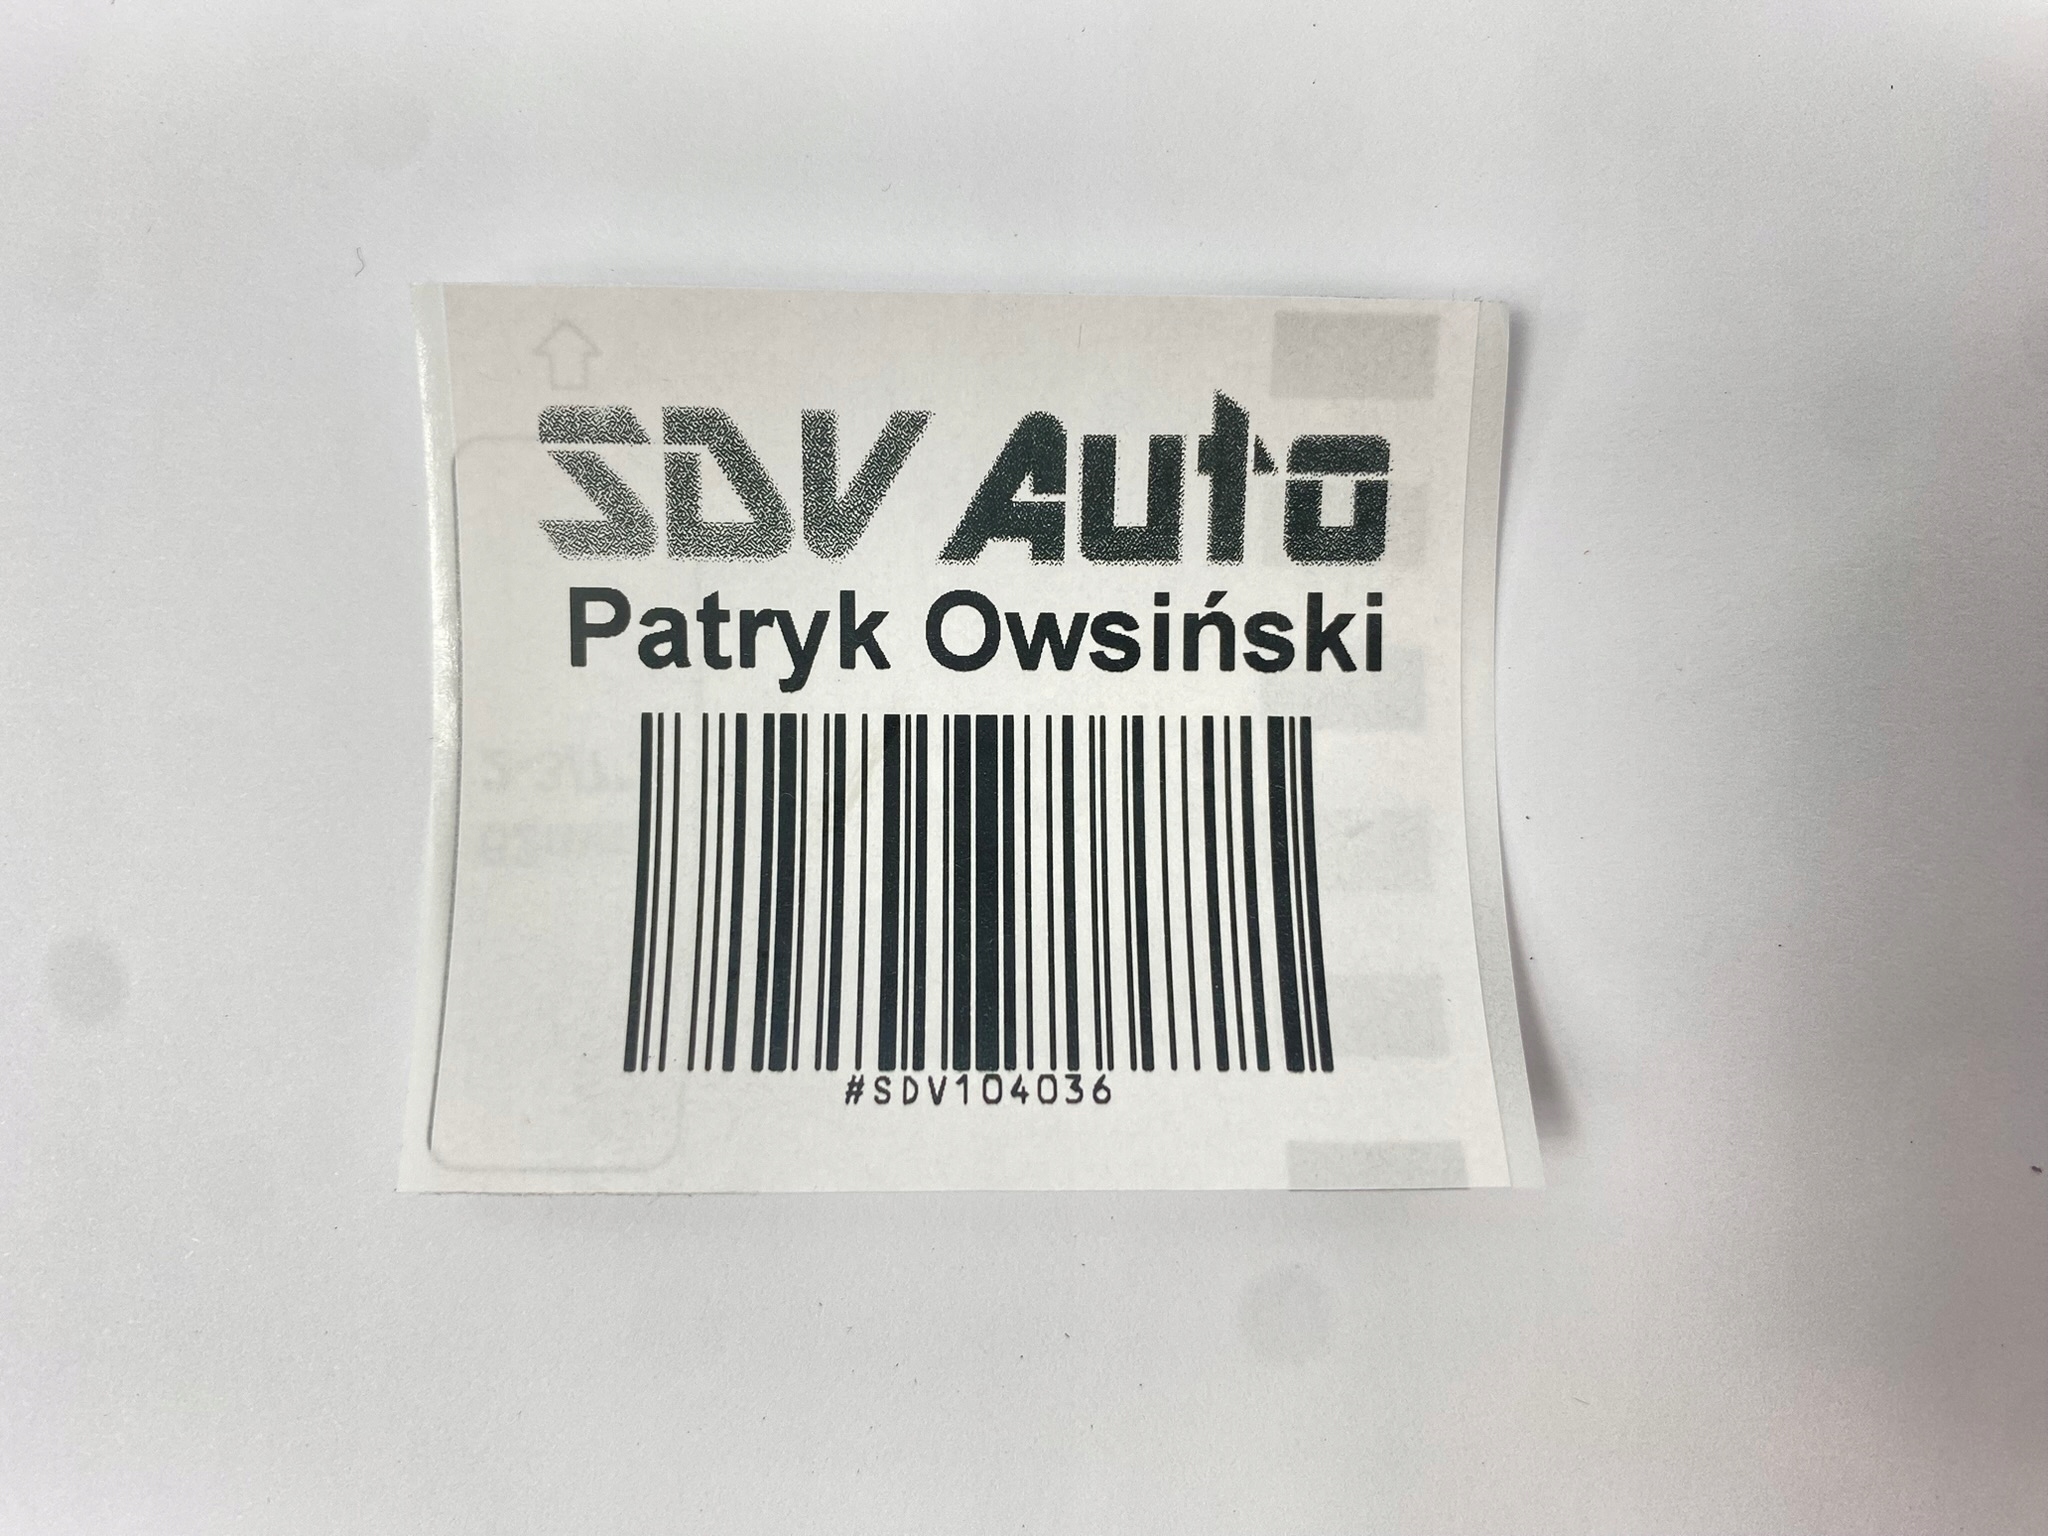 SDV Auto
Patryk Owsiński
#SDV104036